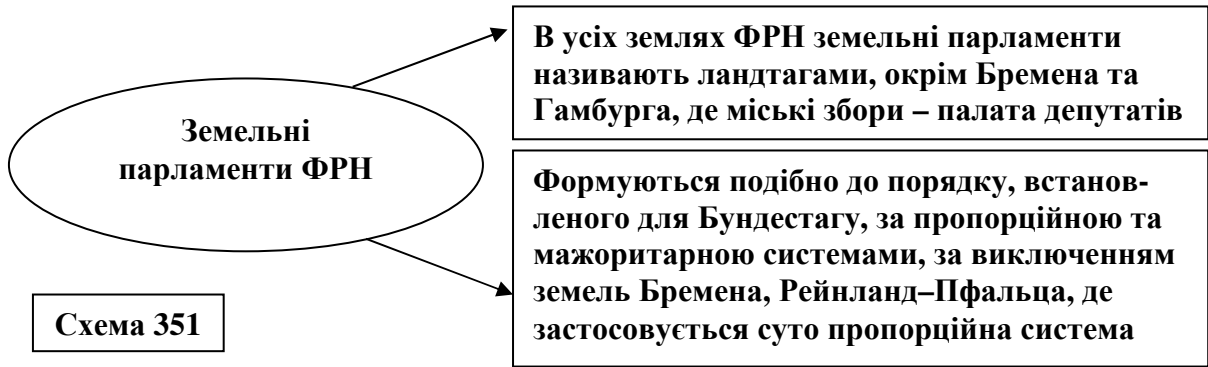 Земельні
парламенти ФРН
В усіх землях ФРН земельні парламенти
називають ландтагами, окрім Бремена та
Гамбурга, де міські збори – палата депутатів
Формуються подібно до порядку, встанов-
леного для Бундестагу, за пропорційною та
мажоритарною системами, за виключенням
земель Бремена, Рейнланд–Пфальца, де
застосовується суто пропорційна система
Схема 351